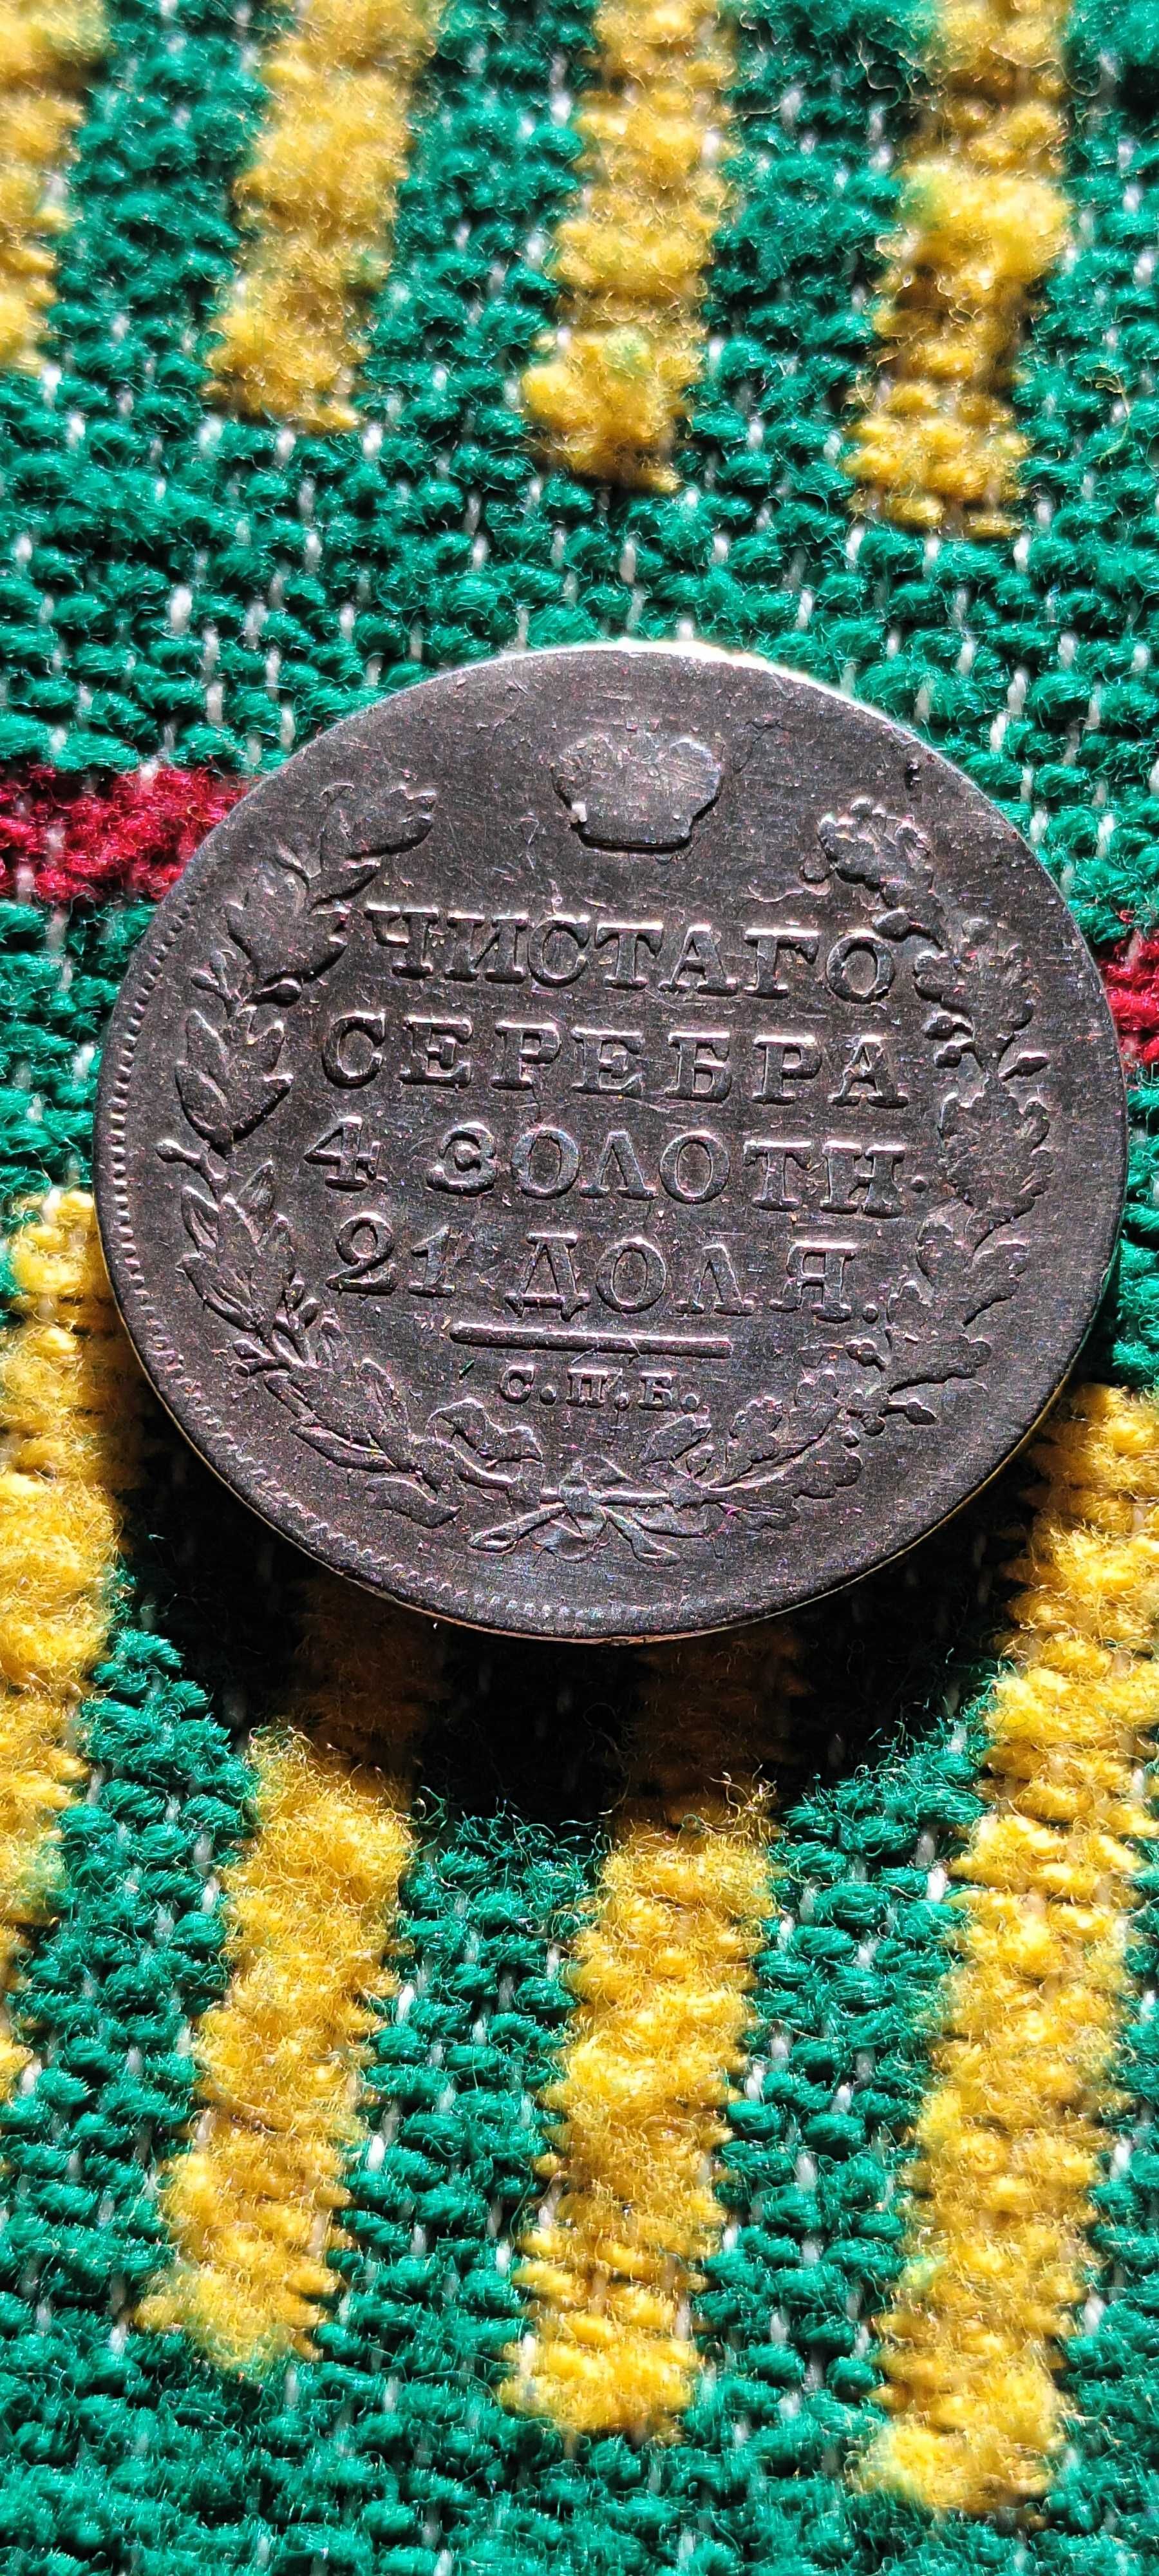 ЧИСТАГО
СЕРЕБРА
4 ЗОЛОТН.
21 ДОЛЯ.
С.П.Б.